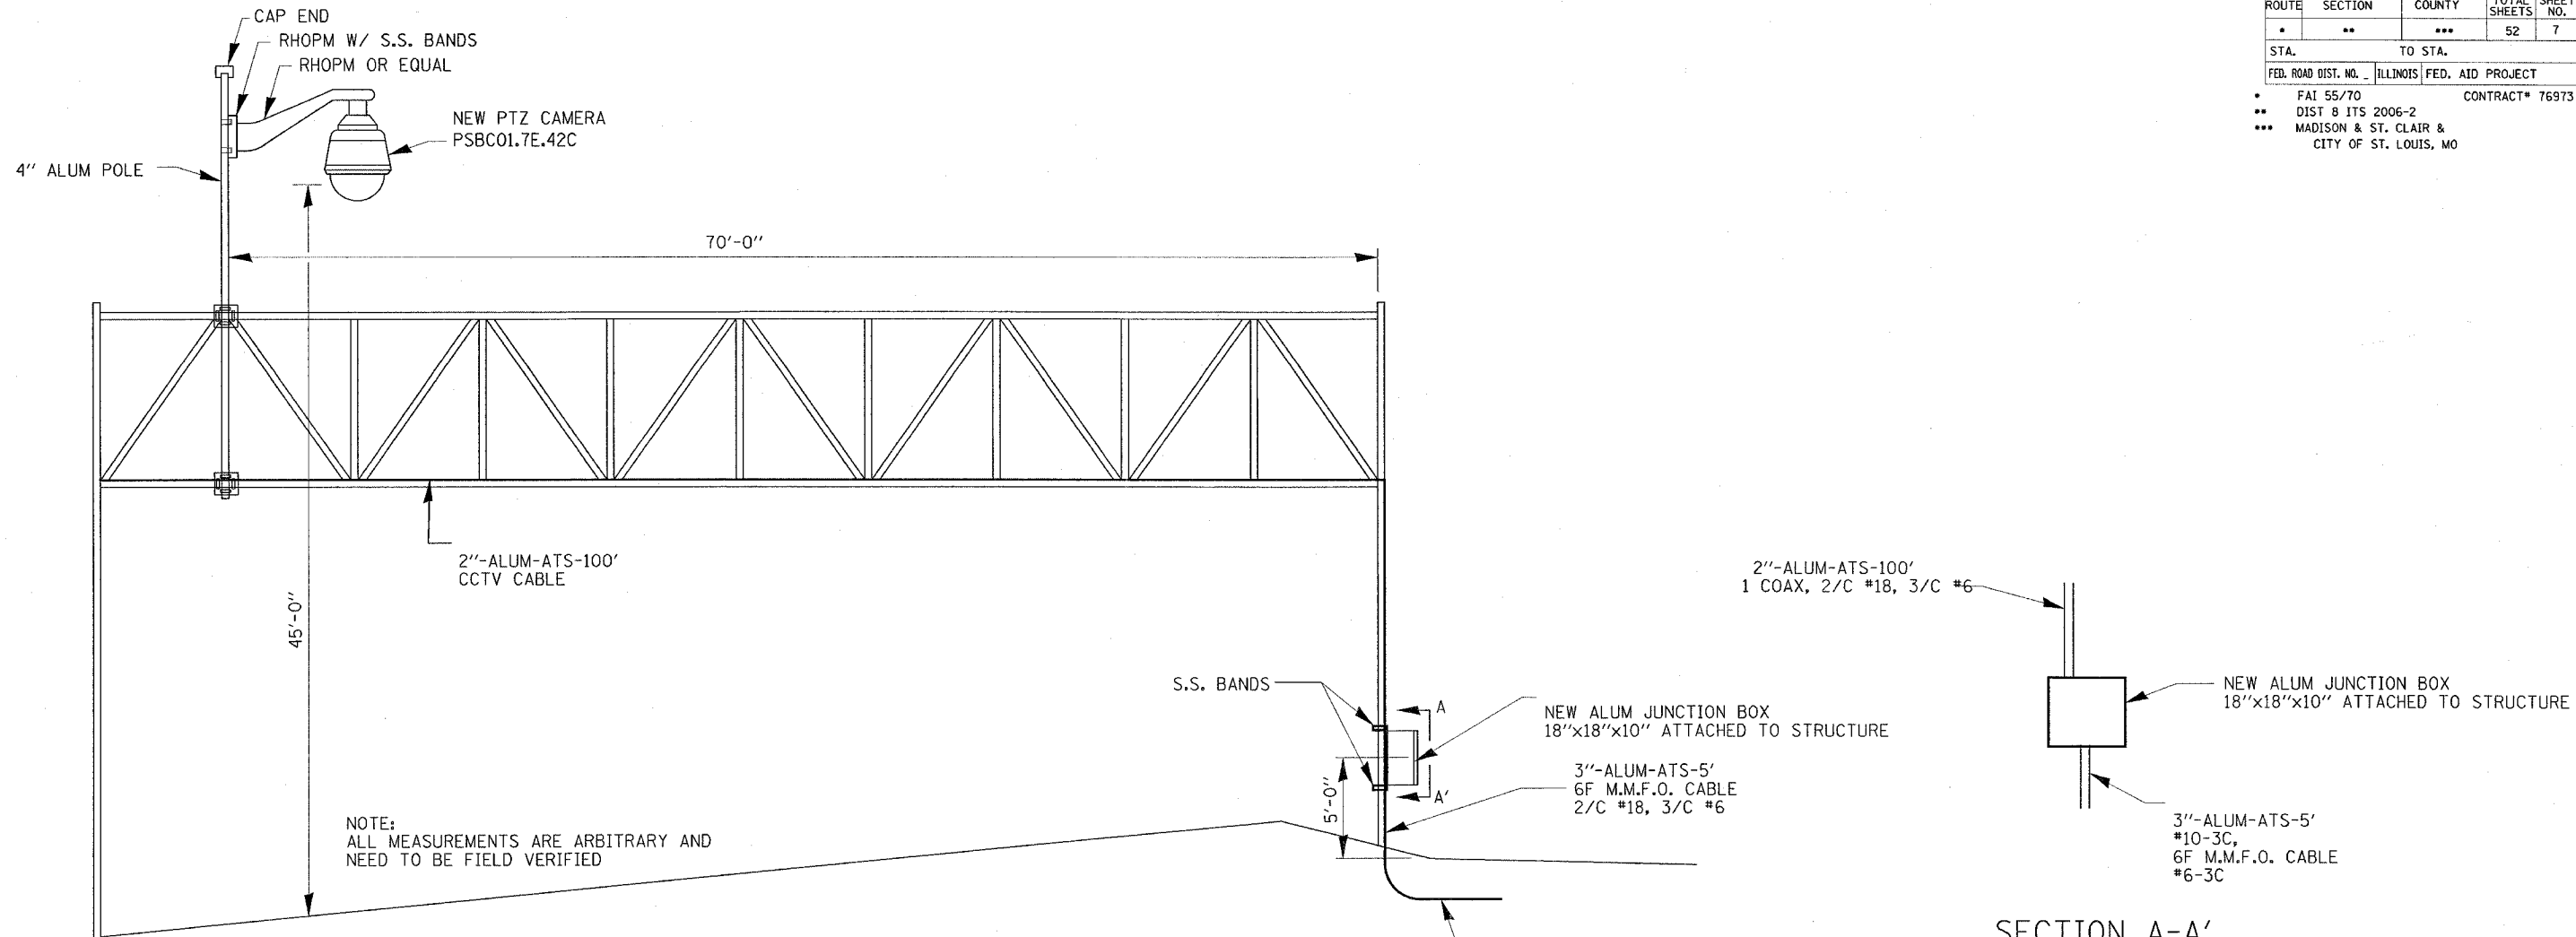 CAP END
RHOPM W/ S.S. BANDS
RHOPM OR EQUAL
NEW PTZ CAMERA
PSBC01.7E.42C
4" ALUM POLE
70'-0"
45'-0"
2"-ALUM-ATS-100'
CCTV CABLE
S.S. BANDS
A
NEW ALUM JUNCTION BOX
18"x18"x10" ATTACHED TO STRUCTURE
3"-ALUM-ATS-5'
6F M.M.F.O. CABLE
2/C #18, 3/C #6
A'
5'-0"
NOTE:
ALL MEASUREMENTS ARE ARBITRARY AND
NEED TO BE FIELD VERIFIED
ROUTE SECTION COUNTY TOTAL SHEETS SHEET NO.
* ** *** 52 7
STA. TO STA.
FED. ROAD DIST. NO. _ ILLINOIS FED. AID PROJECT
* FAI 55/70 CONTRACT# 76973
** DIST 8 ITS 2006-2
*** MADISON & ST. CLAIR &
CITY OF ST. LOUIS, MO
2"-ALUM-ATS-100'
1 COAX, 2/C #18, 3/C #6
NEW ALUM JUNCTION BOX
18"x18"x10" ATTACHED TO STRUCTURE
3"-ALUM-ATS-5'
#10-3C,
6F M.M.F.O. CABLE
#6-3C
SECTION A-A'